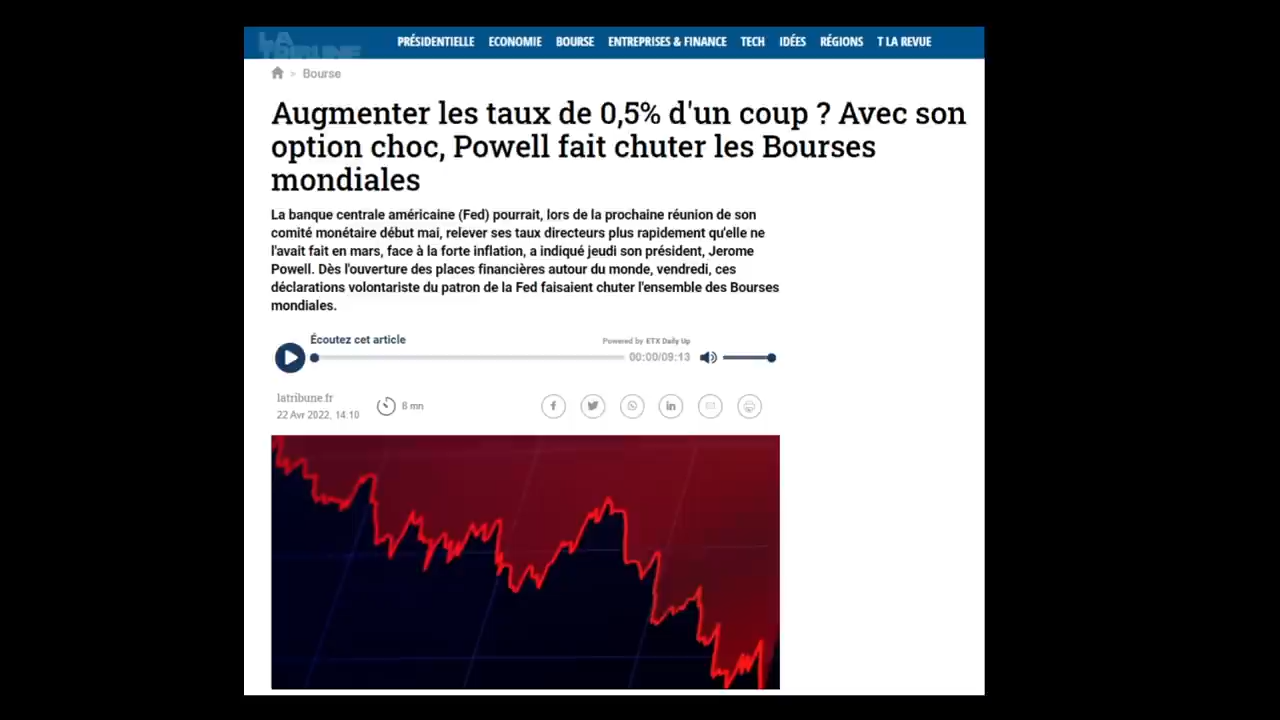 LA TRIBUNE
PRÉSIDENTIELLE ECONOMIE BOURSE ENTREPRISES & FINANCE TECH IDÉES RÉGIONS T LA REVUE
> Bourse
Augmenter les taux de 0,5% d'un coup ? Avec son
option choc, Powell fait chuter les Bourses
mondiales
La banque centrale américaine (Fed) pourrait, lors de la prochaine réunion de son
comité monétaire début mai, relever ses taux directeurs plus rapidement qu'elle ne
l'avait fait en mars, face à la forte inflation, a indiqué jeudi son président, Jerome
Powell. Dès l'ouverture des places financières autour du monde, vendredi, ces
déclarations volontariste du patron de la Fed faisaient chuter l'ensemble des Bourses
mondiales.
Écoutez cet article
Powered by ETX Daily Up
00:00/09:13
latribune.fr
22 Avr 2022, 14:10
8 mn